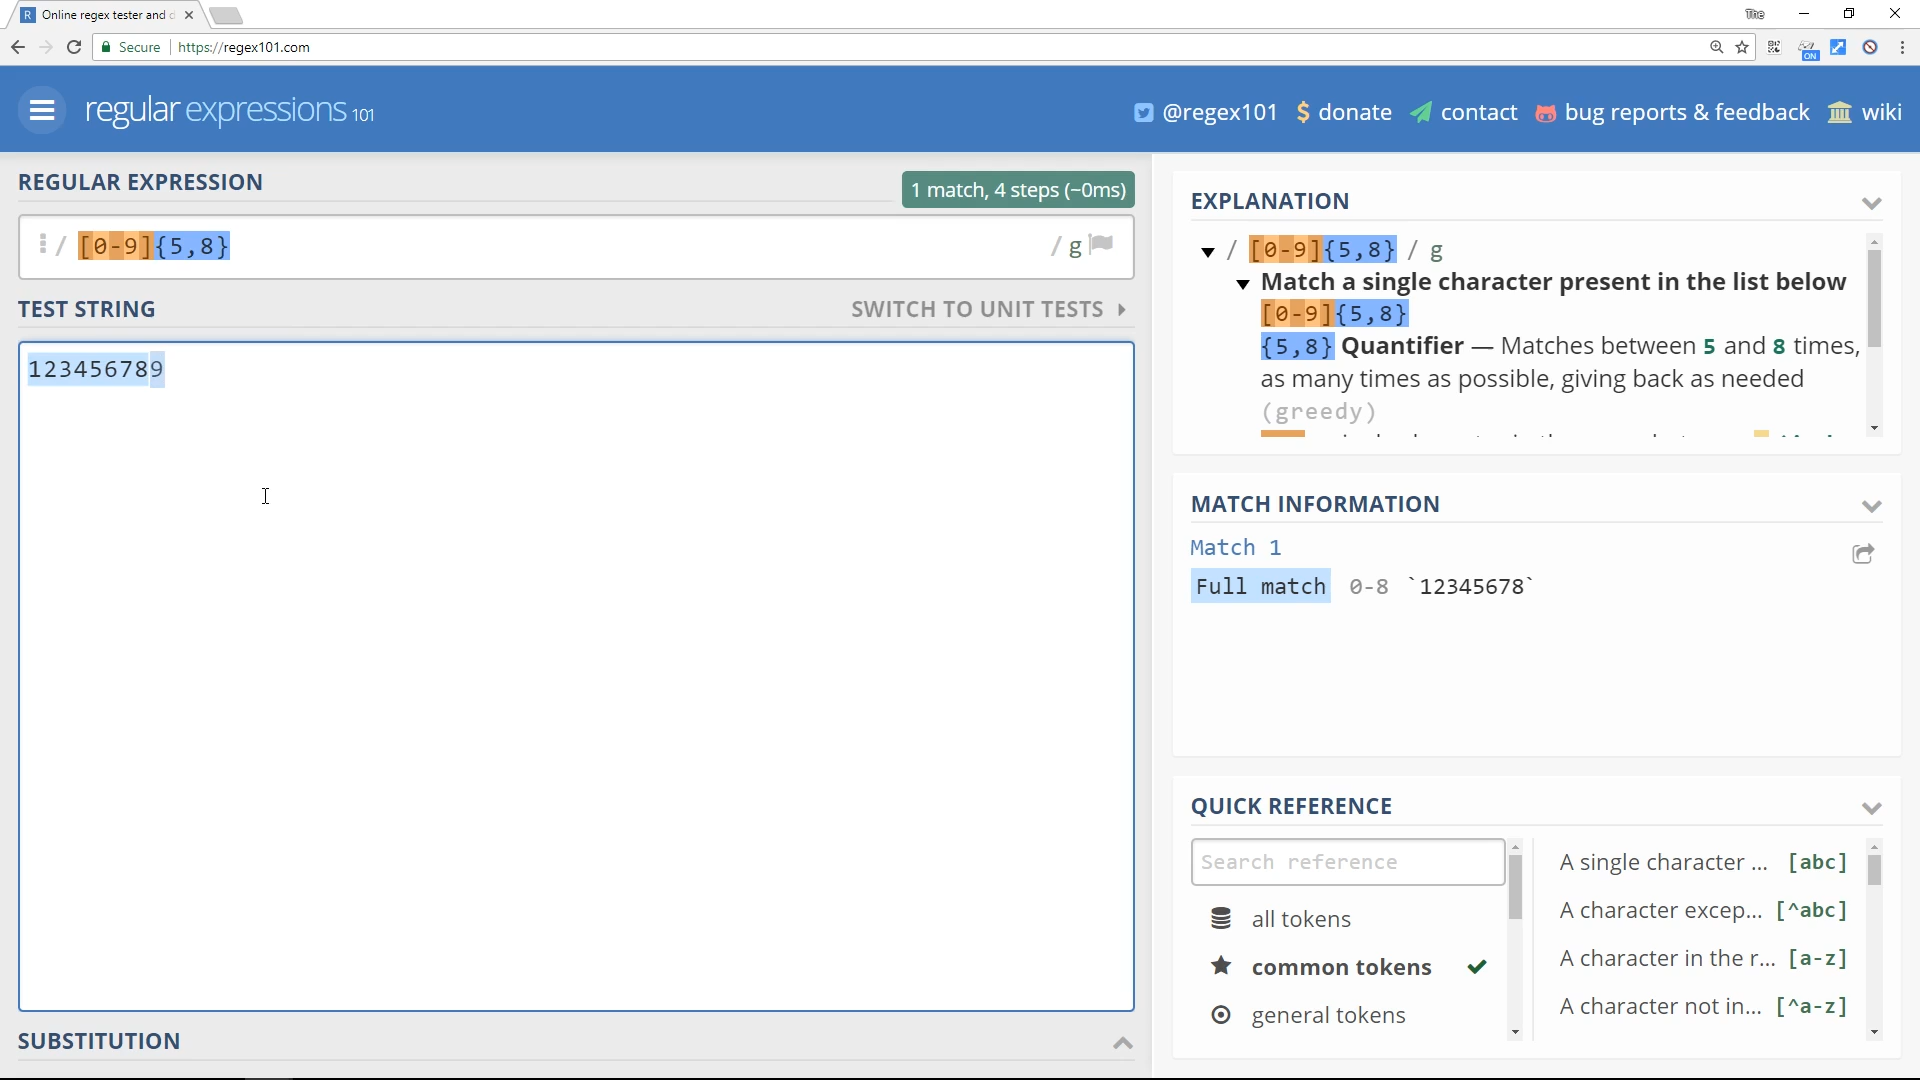 Online regex tester and d
The
Secure https://regex101.com
ON
regular expressions 101
@regex101 $ donate contact bug reports & feedback wiki
REGULAR EXPRESSION
1 match, 4 steps (~0ms)
/ [0-9]{5,8} / g
TEST STRING
SWITCH TO UNIT TESTS
123456789
SUBSTITUTION
EXPLANATION
/ [0-9]{5,8} / g
Match a single character present in the list below
[0-9]{5,8}
{5,8} Quantifier — Matches between 5 and 8 times,
as many times as possible, giving back as needed
(greedy)
MATCH INFORMATION
Match 1
Full match 0-8 `12345678`
QUICK REFERENCE
Search reference
all tokens
common tokens
general tokens
A single character ... [abc]
A character excep... [^abc]
A character in the r... [a-z]
A character not in... [^a-z]